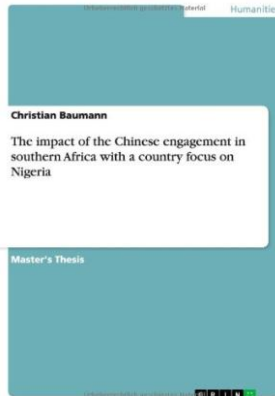 Humanities
Christian Baumann
The impact of the Chinese engagement in
southern Africa with a country focus on
Nigeria
Master's Thesis
GRIN